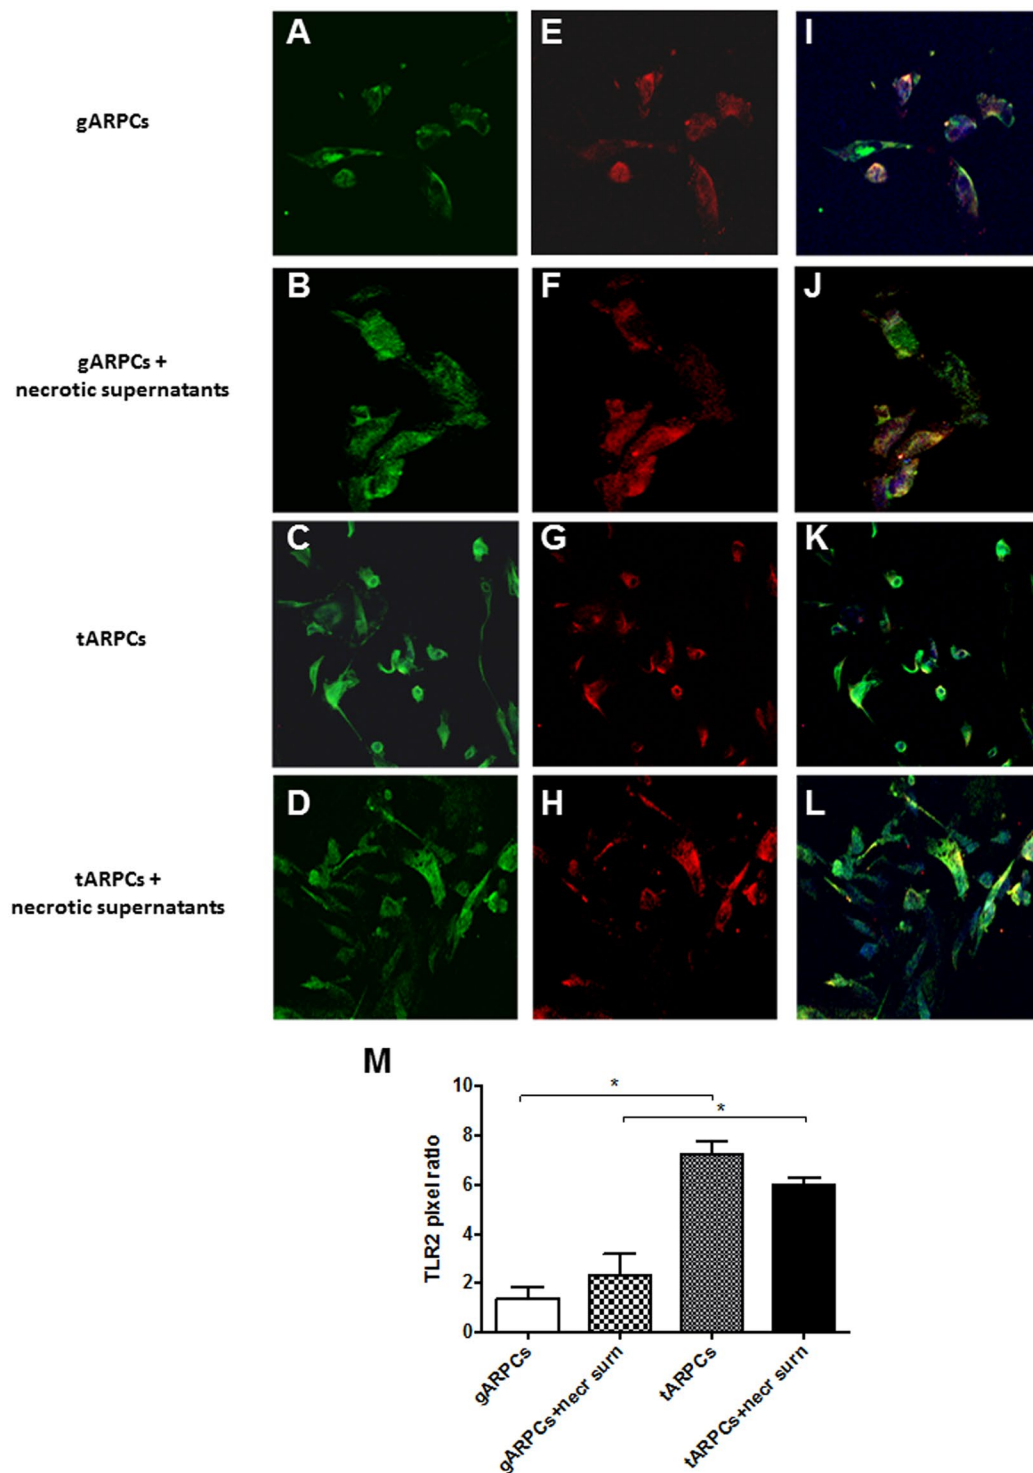 A
E
I
gARPCs
B
F
J
gARPCs +
necrotic supernatants
C
G
K
tARPCs
D
H
L
tARPCs +
necrotic supernatants
M
*
*
10
8
6
4
2
0
TLR2 pixel ratio
gARPCs
gARPCs+necr surn
tARPCs
tARPCs+necr surn